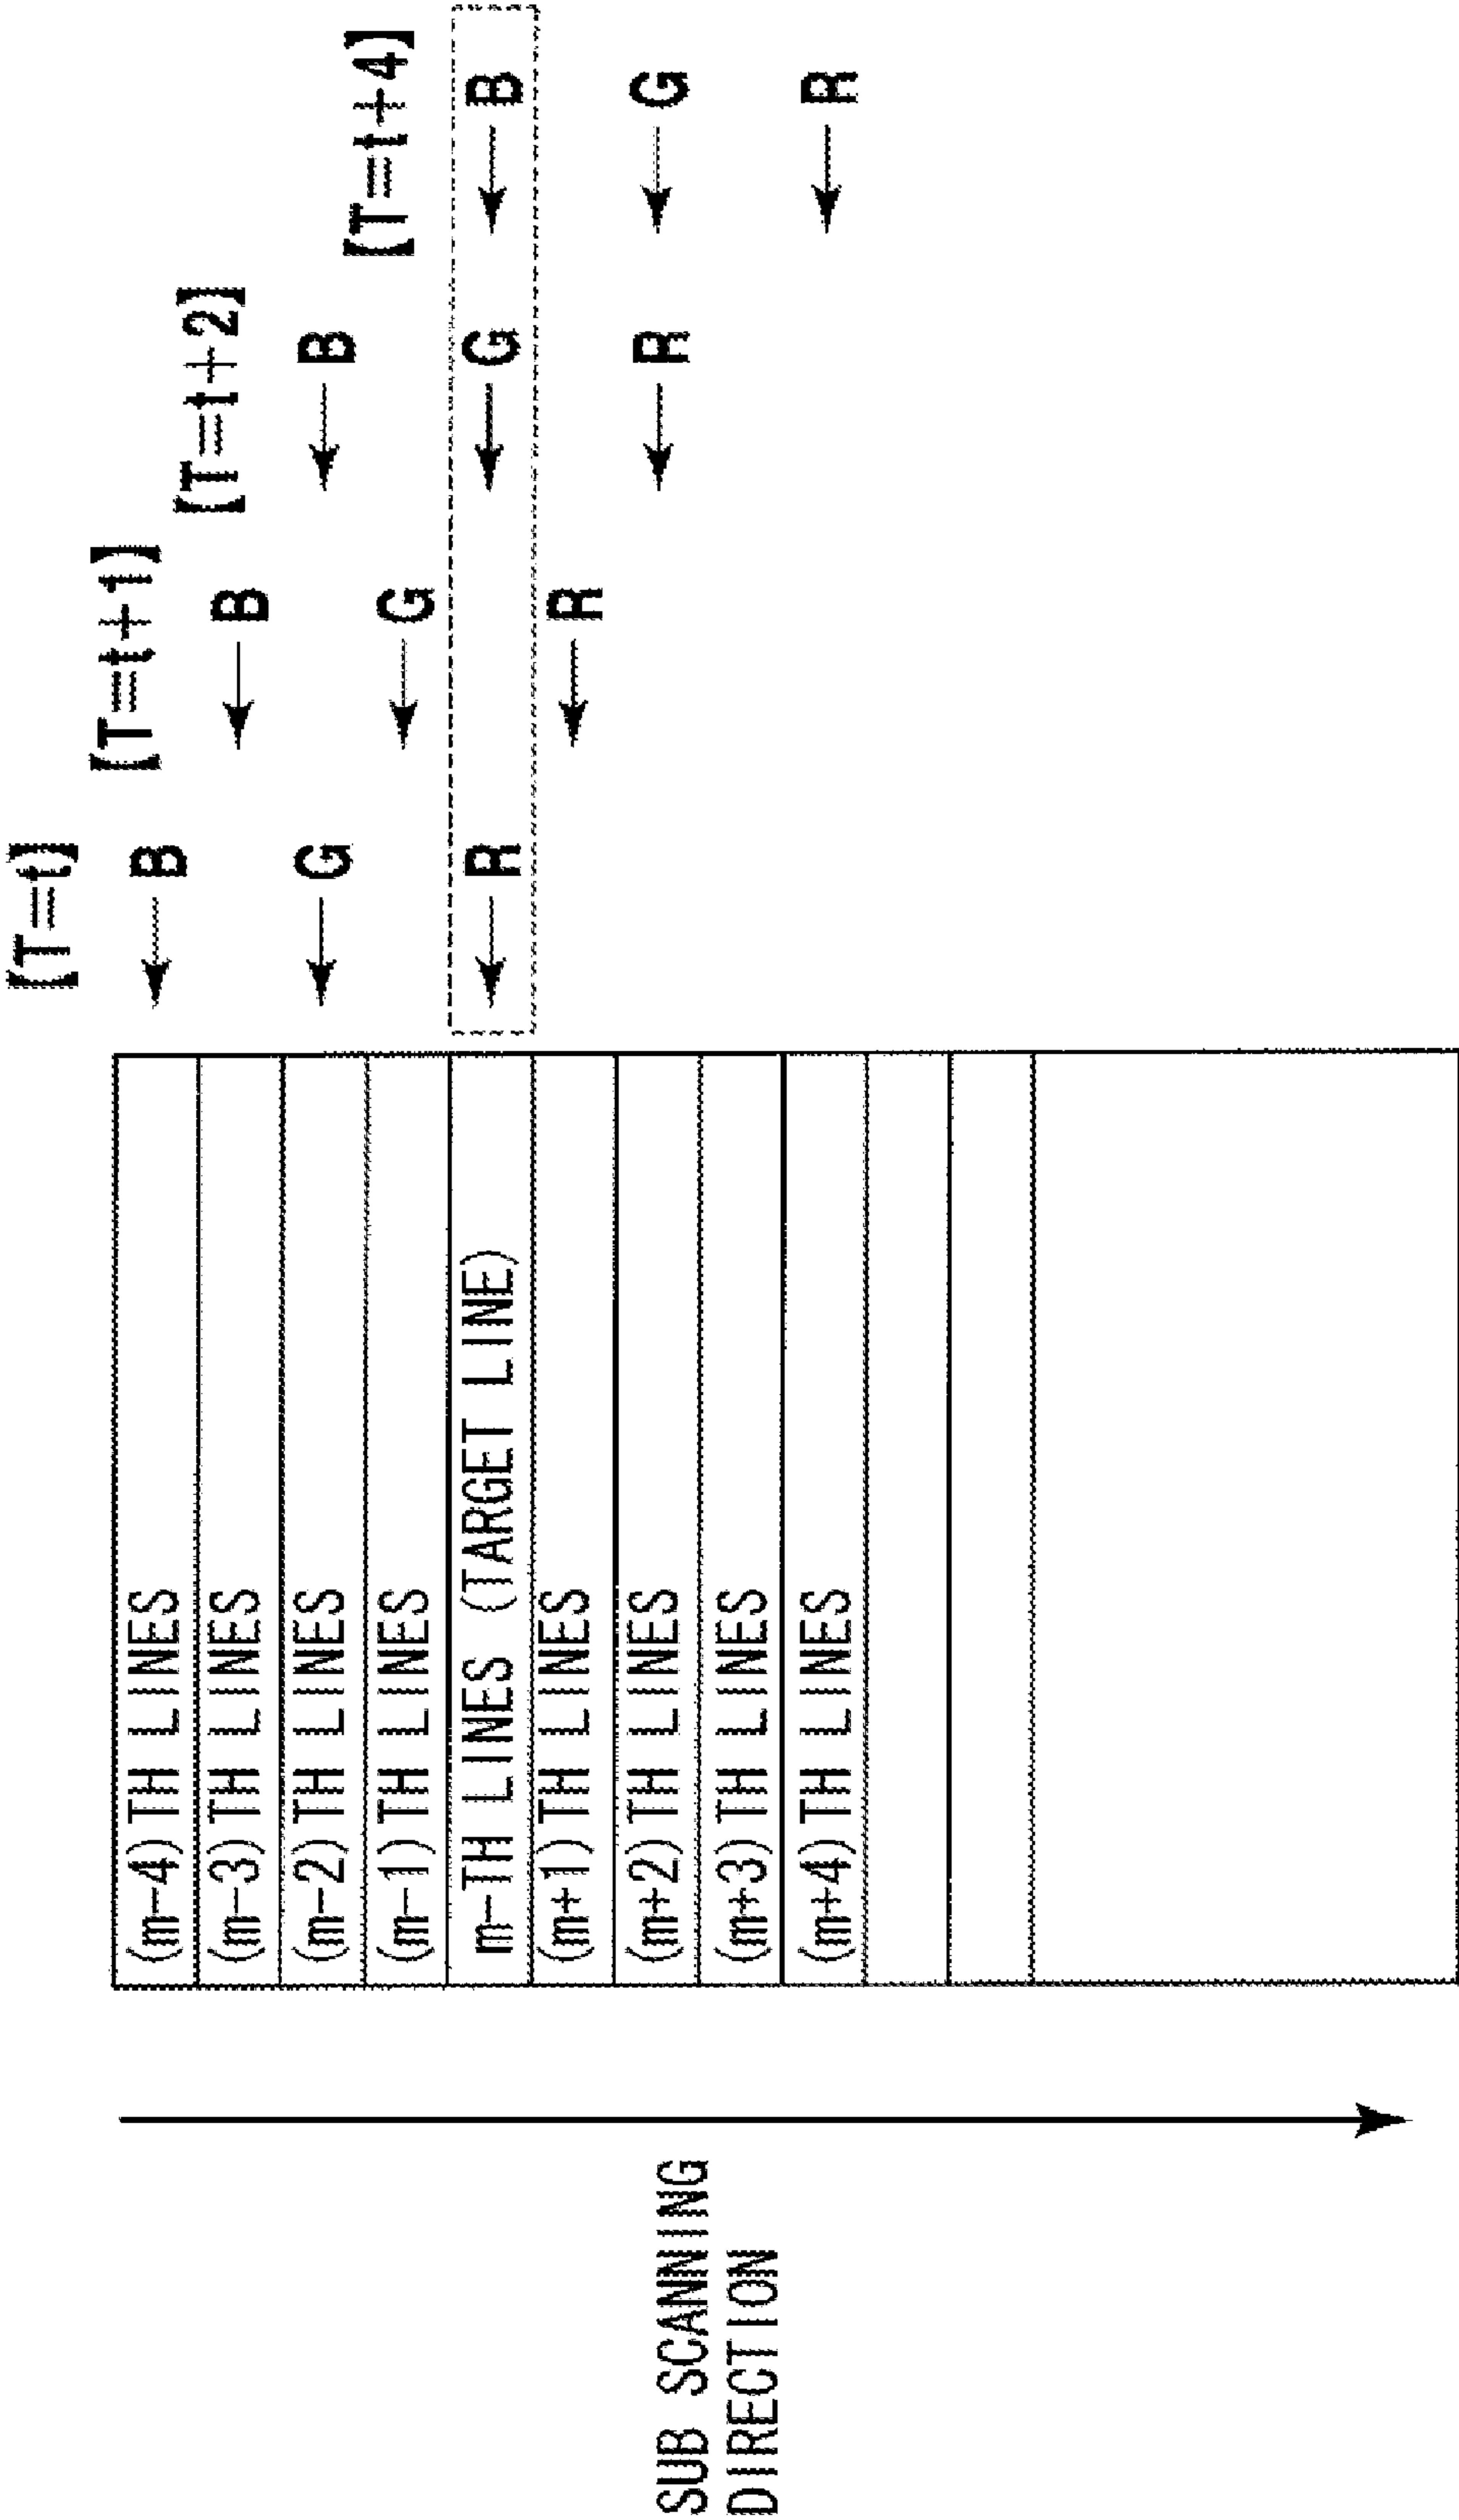 [T=t]
B
G
R
[T=t+1]
B
G
R
[T=t+2]
B
G
R
[T=t+4]
B
G
R
(m-4)TH LINES
(m-3)TH LINES
(m-2)TH LINES
(m-1)TH LINES
m-TH LINES (TARGET LINE)
(m+1)TH LINES
(m+2)TH LINES
(m+3)TH LINES
(m+4)TH LINES
SUB SCANNING
DIRECTION